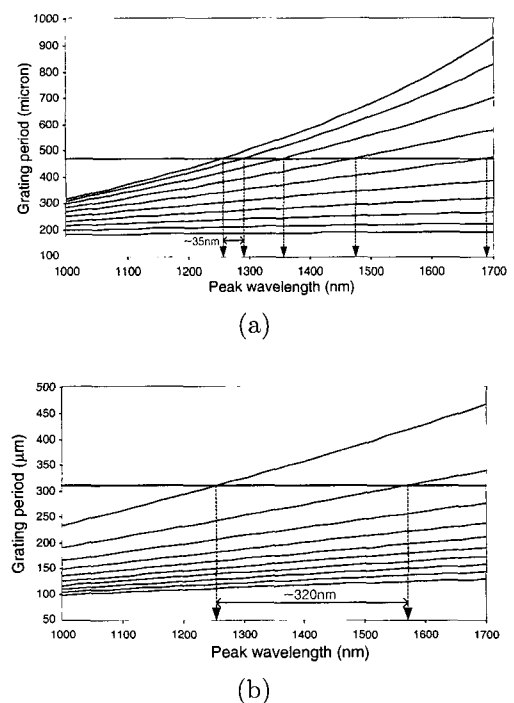 1000
900
800
700
600
500
400
300
200
100
Grating period (micron)
~35nm
1000 1100 1200 1300 1400 1500 1600 1700
Peak wavelength (nm)
(a)
500
450
400
350
300
250
200
150
100
50
Grating period (μm)
~320nm
1000 1100 1200 1300 1400 1500 1600 1700
Peak wavelength (nm)
(b)